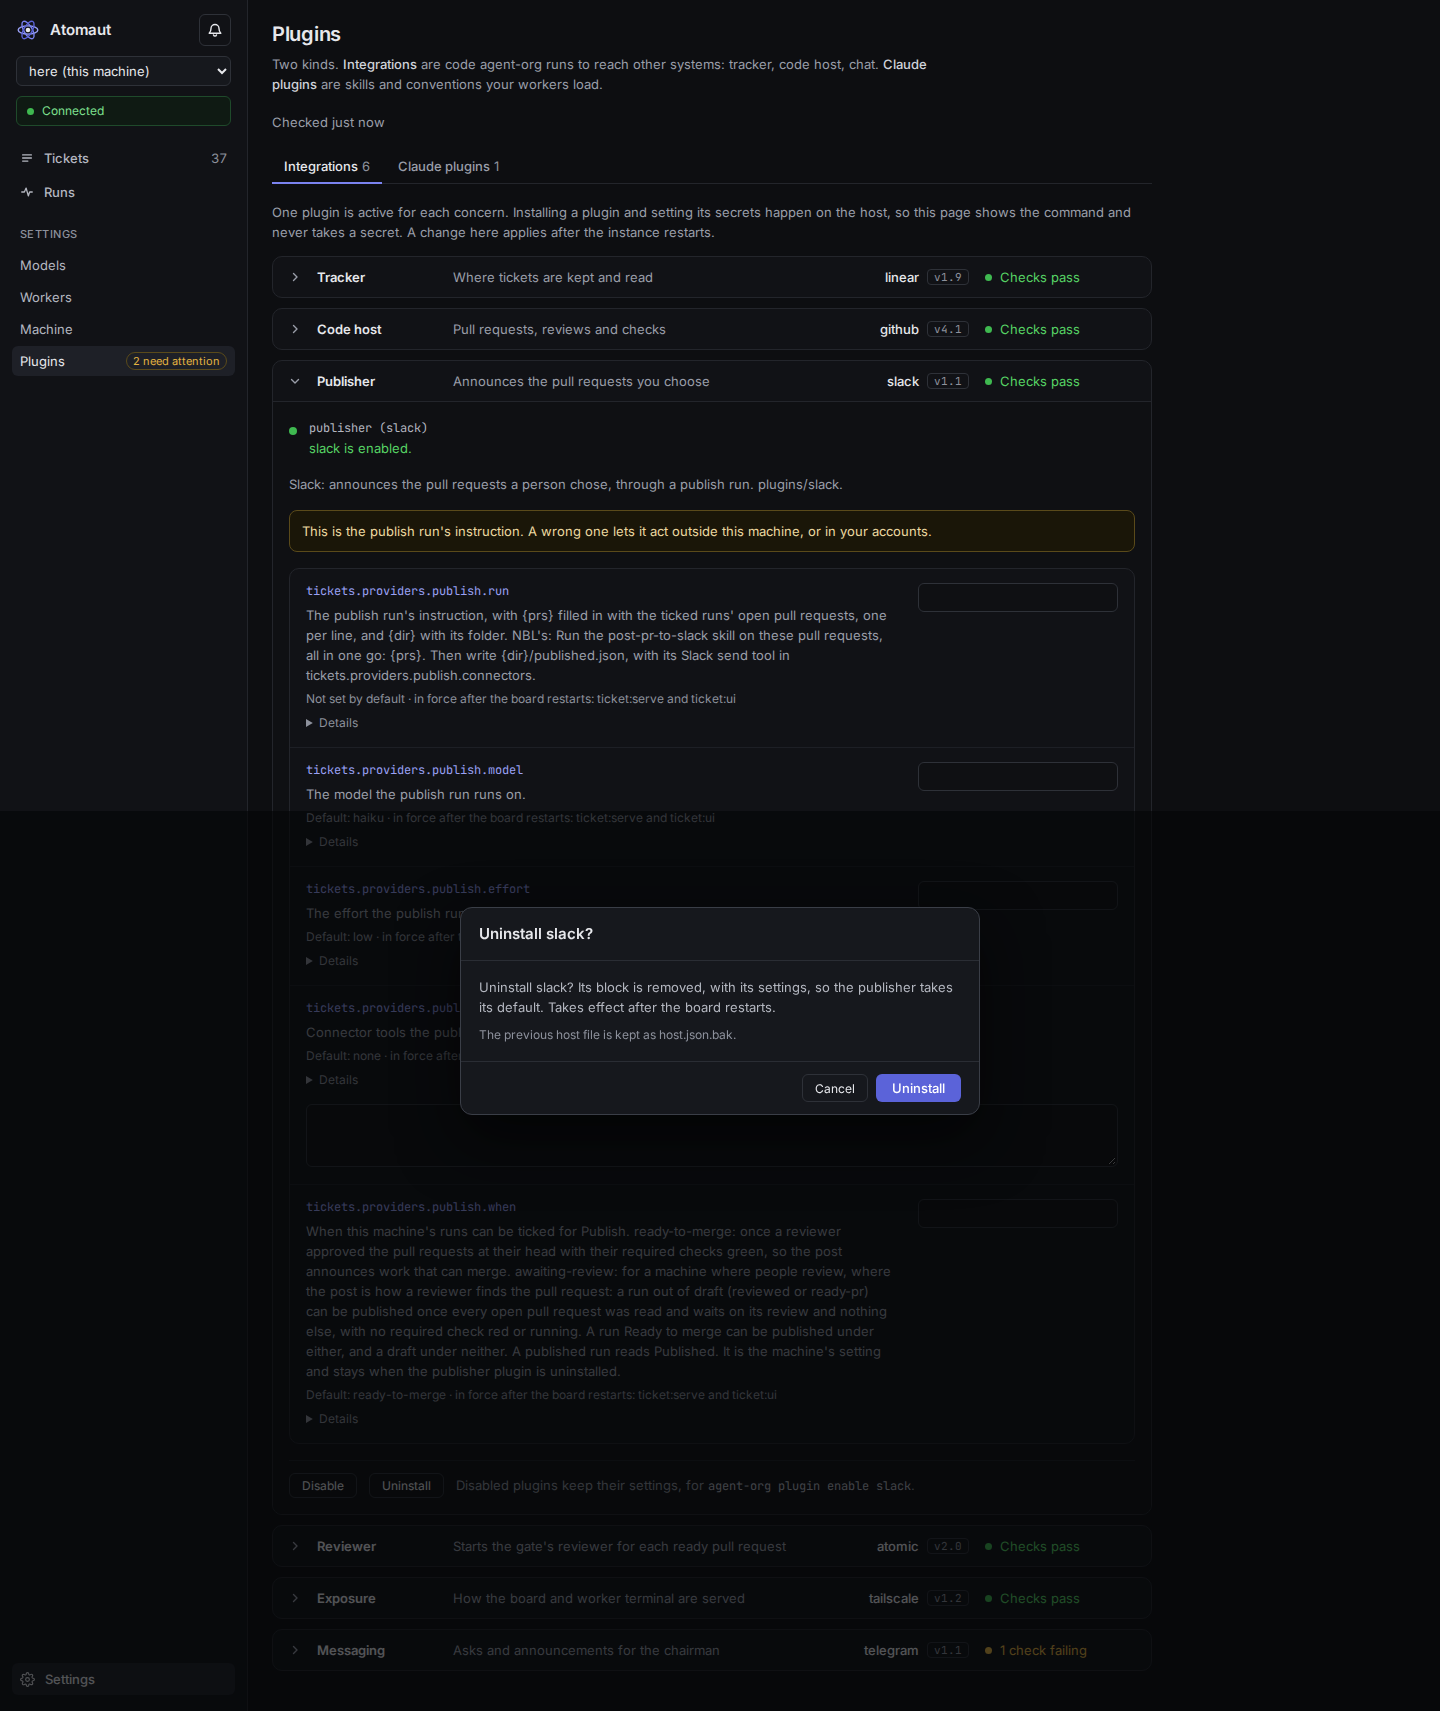 Atomaut
here (this machine)
Connected
Tickets 37
Runs
SETTINGS
Models
Workers
Machine
Plugins 2 need attention
Settings
Plugins
Two kinds. Integrations are code agent-org runs to reach other systems: tracker, code host, chat. Claude
plugins are skills and conventions your workers load.
Checked just now
Integrations 6 Claude plugins 1
One plugin is active for each concern. Installing a plugin and setting its secrets happen on the host, so this page shows the command and
never takes a secret. A change here applies after the instance restarts.
Tracker Where tickets are kept and read linear v1.9 Checks pass
Code host Pull requests, reviews and checks github v4.1 Checks pass
Publisher Announces the pull requests you choose slack v1.1 Checks pass
publisher (slack)
slack is enabled.
Slack: announces the pull requests a person chose, through a publish run. plugins/slack.
This is the publish run's instruction. A wrong one lets it act outside this machine, or in your accounts.
tickets.providers.publish.run
The publish run's instruction, with {prs} filled in with the ticked runs' open pull requests, one
per line, and {dir} with its folder. NBL's: Run the post-pr-to-slack skill on these pull requests,
all in one go: {prs}. Then write {dir}/published.json, with its Slack send tool in
tickets.providers.publish.connectors.
Not set by default · in force after the board restarts: ticket:serve and ticket:ui
Details
tickets.providers.publish.model
The model the publish run runs on.
Default: haiku · in force after the board restarts: ticket:serve and ticket:ui
Details
tickets.providers.publish.effort
The effort the publish run
Default: low · in force after
Details
tickets.providers.publ
Connector tools the publ
Default: none · in force after
Details
Uninstall slack?
Uninstall slack? Its block is removed, with its settings, so the publisher takes
its default. Takes effect after the board restarts.
The previous host file is kept as host.json.bak.
Cancel Uninstall
tickets.providers.publish.when
When this machine's runs can be ticked for Publish. ready-to-merge: once a reviewer
approved the pull requests at their head with their required checks green, so the post
announces work that can merge. awaiting-review: for a machine where people review, where
the post is how a reviewer finds the pull request: a run out of draft (reviewed or ready-pr)
can be published once every open pull request was read and waits on its review and nothing
else, with no required check red or running. A run Ready to merge can be published under
either, and a draft under neither. A published run reads Published. It is the machine's setting
and stays when the publisher plugin is uninstalled.
Default: ready-to-merge · in force after the board restarts: ticket:serve and ticket:ui
Details
Disable Uninstall Disabled plugins keep their settings, for agent-org plugin enable slack.
Reviewer Starts the gate's reviewer for each ready pull request atomic v2.0 Checks pass
Exposure How the board and worker terminal are served tailscale v1.2 Checks pass
Messaging Asks and announcements for the chairman telegram v1.1 1 check failing